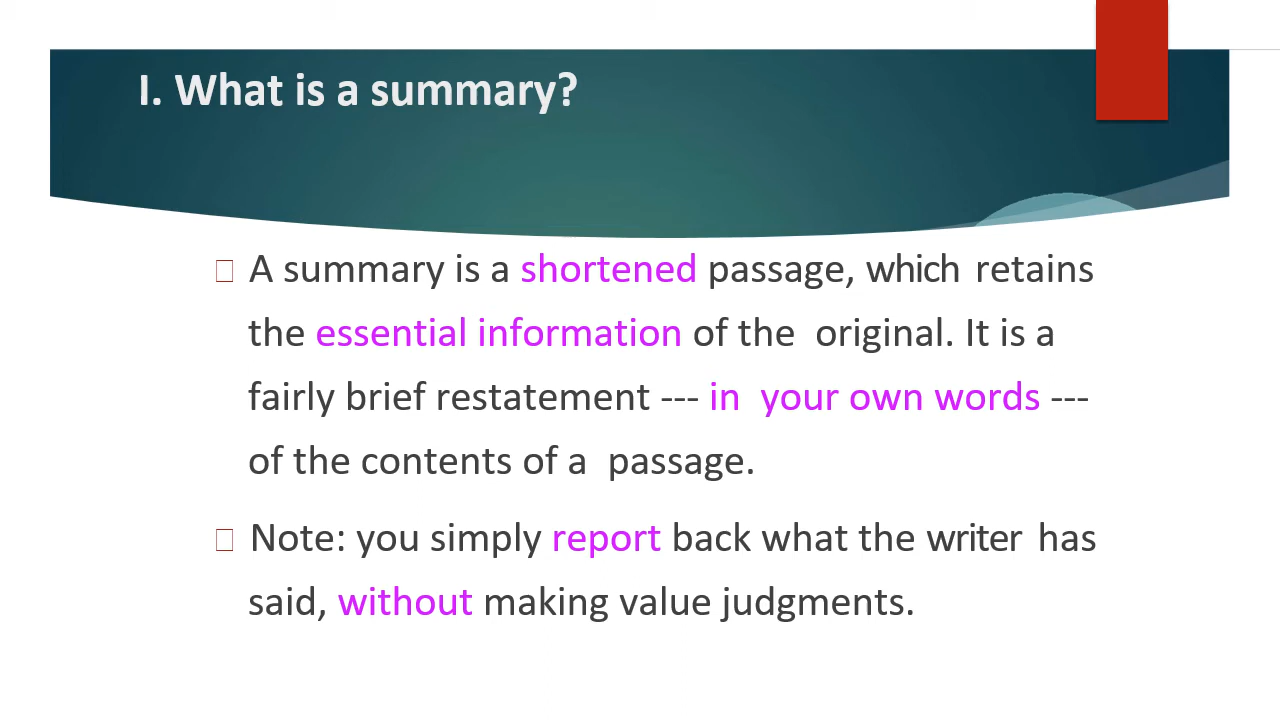 I. What is a summary?
A summary is a shortened passage, which retains
the essential information of the original. It is a
fairly brief restatement --- in your own words ---
of the contents of a passage.
Note: you simply report back what the writer has
said, without making value judgments.